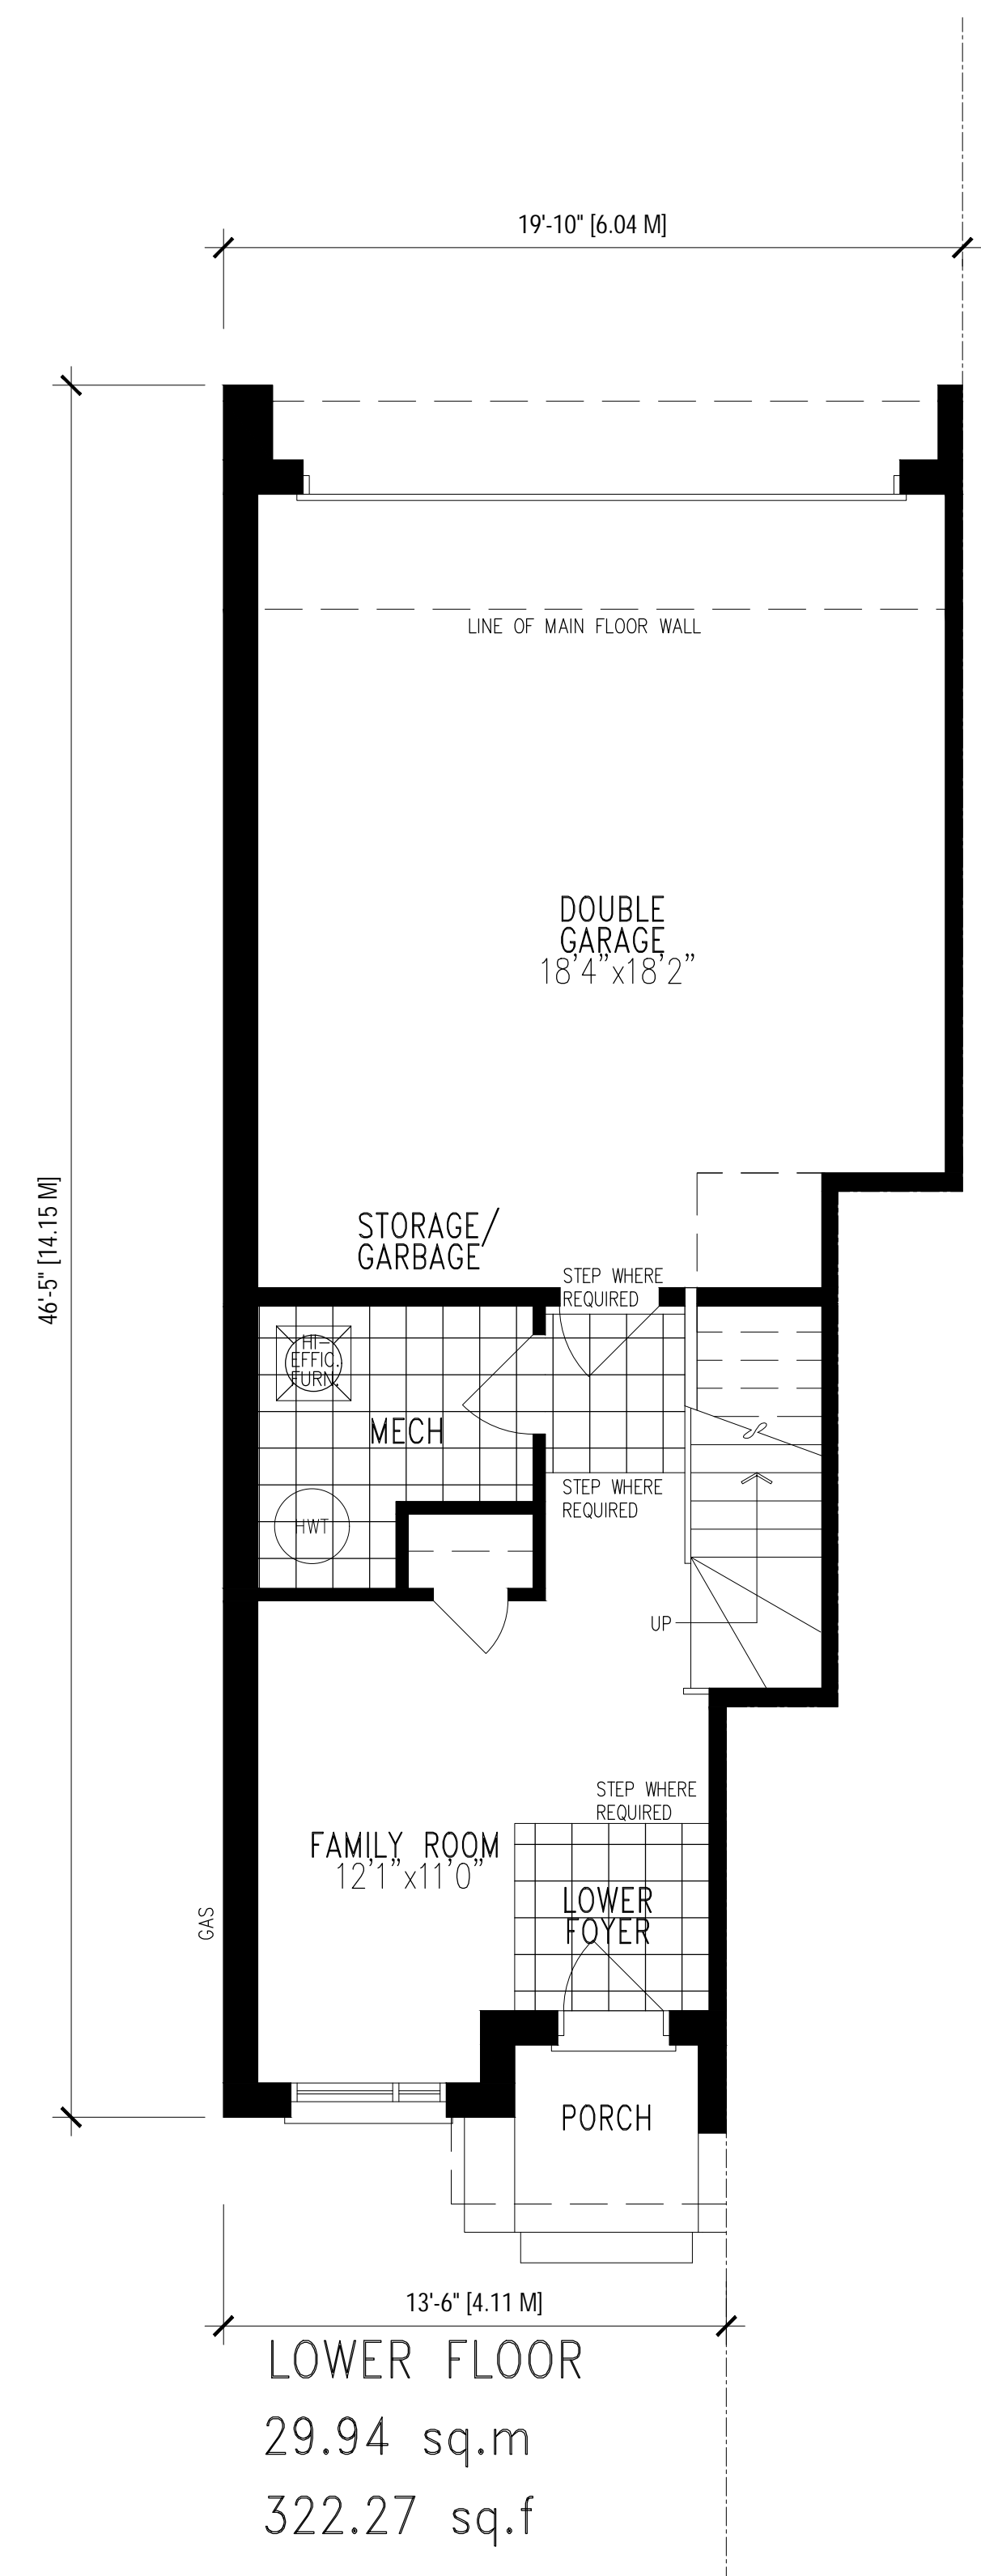 19'-10" [6.04 M]
LINE OF MAIN FLOOR WALL
DOUBLE
GARAGE
18'4"x18'2"
46'-5" [14.15 M]
STORAGE/
GARBAGE
STEP WHERE
REQUIRED
HI-
EFFIC.
FURN.
MECH
STEP WHERE
REQUIRED
HWT
UP
STEP WHERE
REQUIRED
FAMILY ROOM
12'1"x11'0"
LOWER
FOYER
GAS
PORCH
13'-6" [4.11 M]
LOWER FLOOR
29.94 sq.m
322.27 sq.f